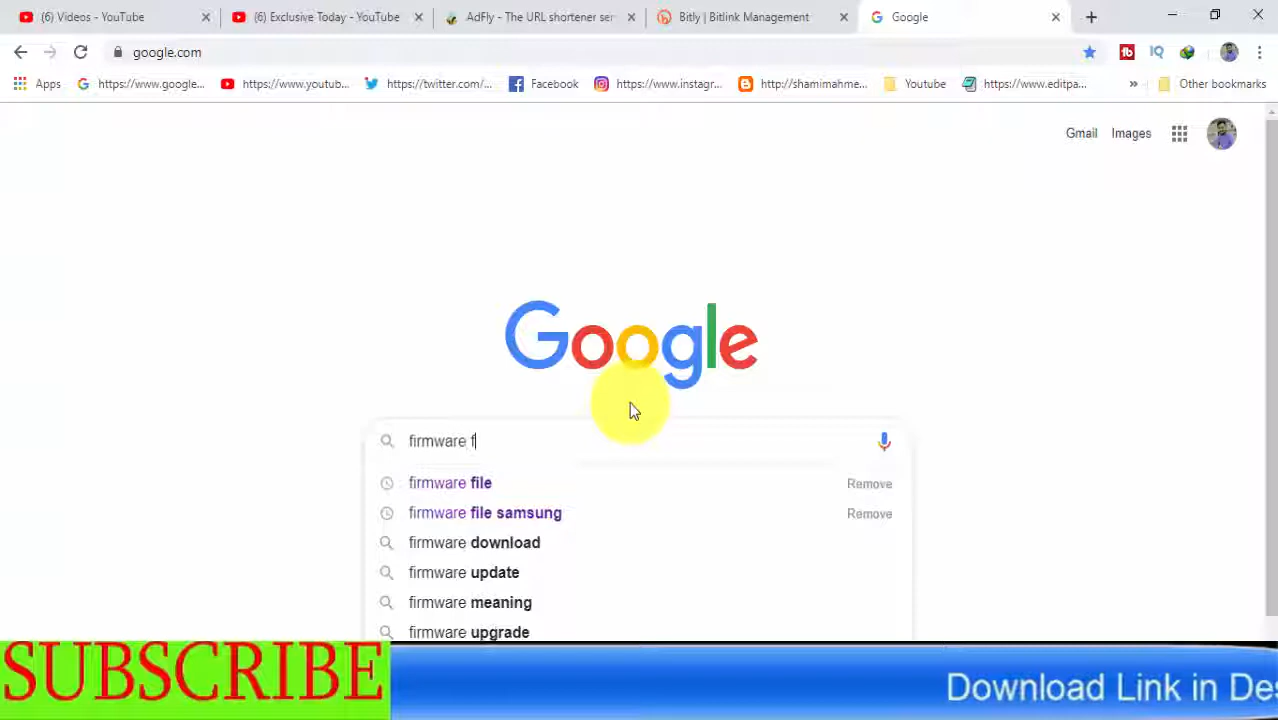 (6) Videos - YouTube
(6) Exclusive Today - YouTube
AdFly - The URL shortener ser
Bitly | Bitlink Management
Google
google.com
Apps
https://www.google...
https://www.youtub...
https://twitter.com/...
Facebook
https://www.instagr...
http://shamimahme...
Youtube
https://www.editpa...
Other bookmarks
Gmail
Images
Google
firmware f
firmware file
Remove
firmware file samsung
Remove
firmware download
firmware update
firmware meaning
firmware upgrade
SUBSCRIBE
Download Link in Des